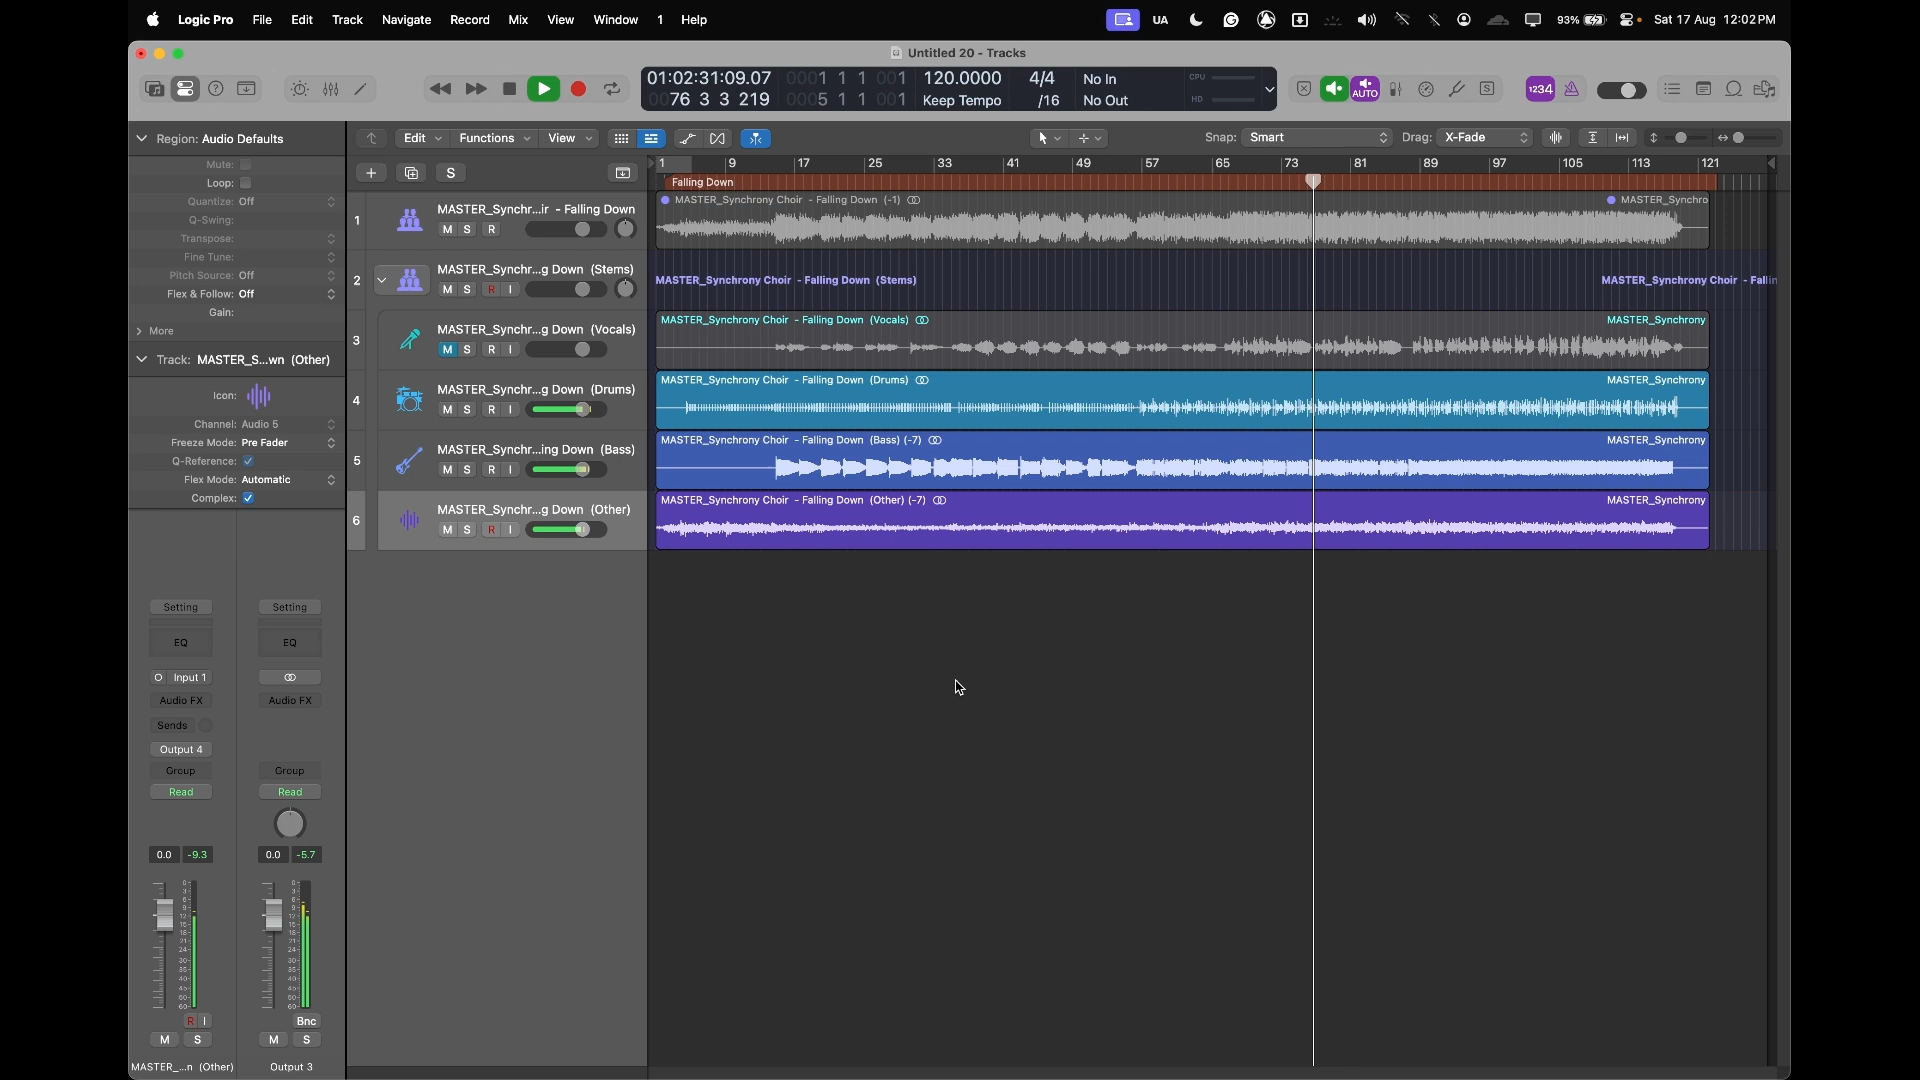 Logic Pro File Edit Track Navigate Record Mix View Window 1 Help UA 93% Sat 17 Aug 12:02 PM
Untitled 20 - Tracks
01:02:31:09.07 0001 1 1 001 120.0000 4/4 No In CPU
0076 3 3 219 0005 1 1 001 Keep Tempo /16 No Out HD
AUTO S 1234
Region: Audio Defaults
Edit Functions View Snap: Smart Drag: X-Fade
Mute:
Loop:
Quantize: Off
Q-Swing:
Transpose:
Fine Tune:
Pitch Source: Off
Flex & Follow: Off
Gain:
More
Track: MASTER_S...wn (Other)
Icon:
Channel: Audio 5
Freeze Mode: Pre Fader
Q-Reference:
Flex Mode: Automatic
Complex:
S
1 9 17 25 33 41 49 57 65 73 81 89 97 105 113 121
Falling Down
1 MASTER_Synchr...ir - Falling Down
M S R
MASTER_Synchrony Choir - Falling Down (-1) MASTER_Synchro
2 MASTER_Synchr...g Down (Stems)
M S R I
MASTER_Synchrony Choir - Falling Down (Stems) MASTER_Synchrony Choir - Fallin
3 MASTER_Synchr...g Down (Vocals)
M S R I
MASTER_Synchrony Choir - Falling Down (Vocals) MASTER_Synchrony
4 MASTER_Synchr...g Down (Drums)
M S R I
MASTER_Synchrony Choir - Falling Down (Drums) MASTER_Synchrony
5 MASTER_Synchr...ing Down (Bass)
M S R I
MASTER_Synchrony Choir - Falling Down (Bass) (-7) MASTER_Synchrony
6 MASTER_Synchr...g Down (Other)
M S R I
MASTER_Synchrony Choir - Falling Down (Other) (-7) MASTER_Synchrony
Setting Setting
EQ EQ
Input 1
Audio FX Audio FX
Sends
Output 4
Group Group
Read Read
0.0 -9.3 0.0 -5.7
R I Bnc
M S M S
MASTER_...n (Other) Output 3